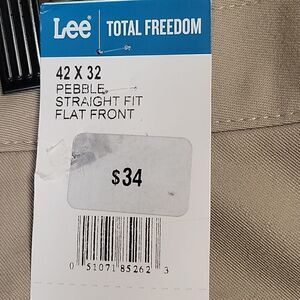 Lee TOTAL FREEDOM
42 X 32
PEBBLE
STRAIGHT FIT
FLAT FRONT
$34
0 51071 85262 3